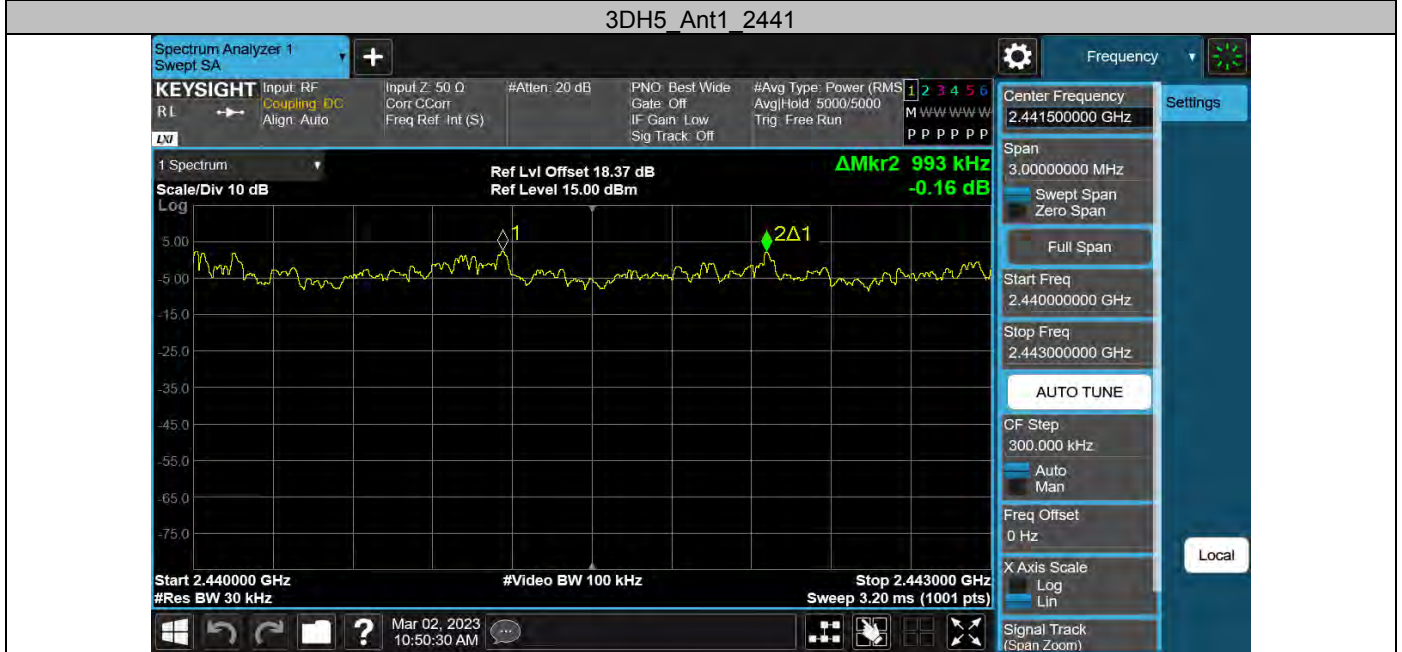 3DH5_Ant1_2441
Spectrum Analyzer 1
Swept SA
Frequency
KEYSIGHT
RL
LXI
Input: RF
Coupling: DC
Align: Auto
Input Z: 50 Ω
Corr CCorr
Freq Ref: Int (S)
#Atten: 20 dB
PNO: Best Wide
Gate: Off
IF Gain: Low
Sig Track: Off
#Avg Type: Power (RMS
Avg|Hold: 5000/5000
Trig: Free Run
1 2 3 4 5 6
M W W W W W
P P P P P P
1 Spectrum
Scale/Div 10 dB
Log
Ref Lvl Offset 18.37 dB
Ref Level 15.00 dBm
ΔMkr2 993 kHz
-0.16 dB
1
2Δ1
5.00
-5.00
-15.0
-25.0
-35.0
-45.0
-55.0
-65.0
-75.0
Start 2.440000 GHz
#Video BW 100 kHz
Stop 2.443000 GHz
#Res BW 30 kHz
Sweep 3.20 ms (1001 pts)
Center Frequency
2.441500000 GHz
Settings
Span
3.00000000 MHz
Swept Span
Zero Span
Full Span
Start Freq
2.440000000 GHz
Stop Freq
2.443000000 GHz
AUTO TUNE
CF Step
300.000 kHz
Auto
Man
Freq Offset
0 Hz
X Axis Scale
Log
Lin
Signal Track
(Span Zoom)
Local
?
Mar 02, 2023
10:50:30 AM